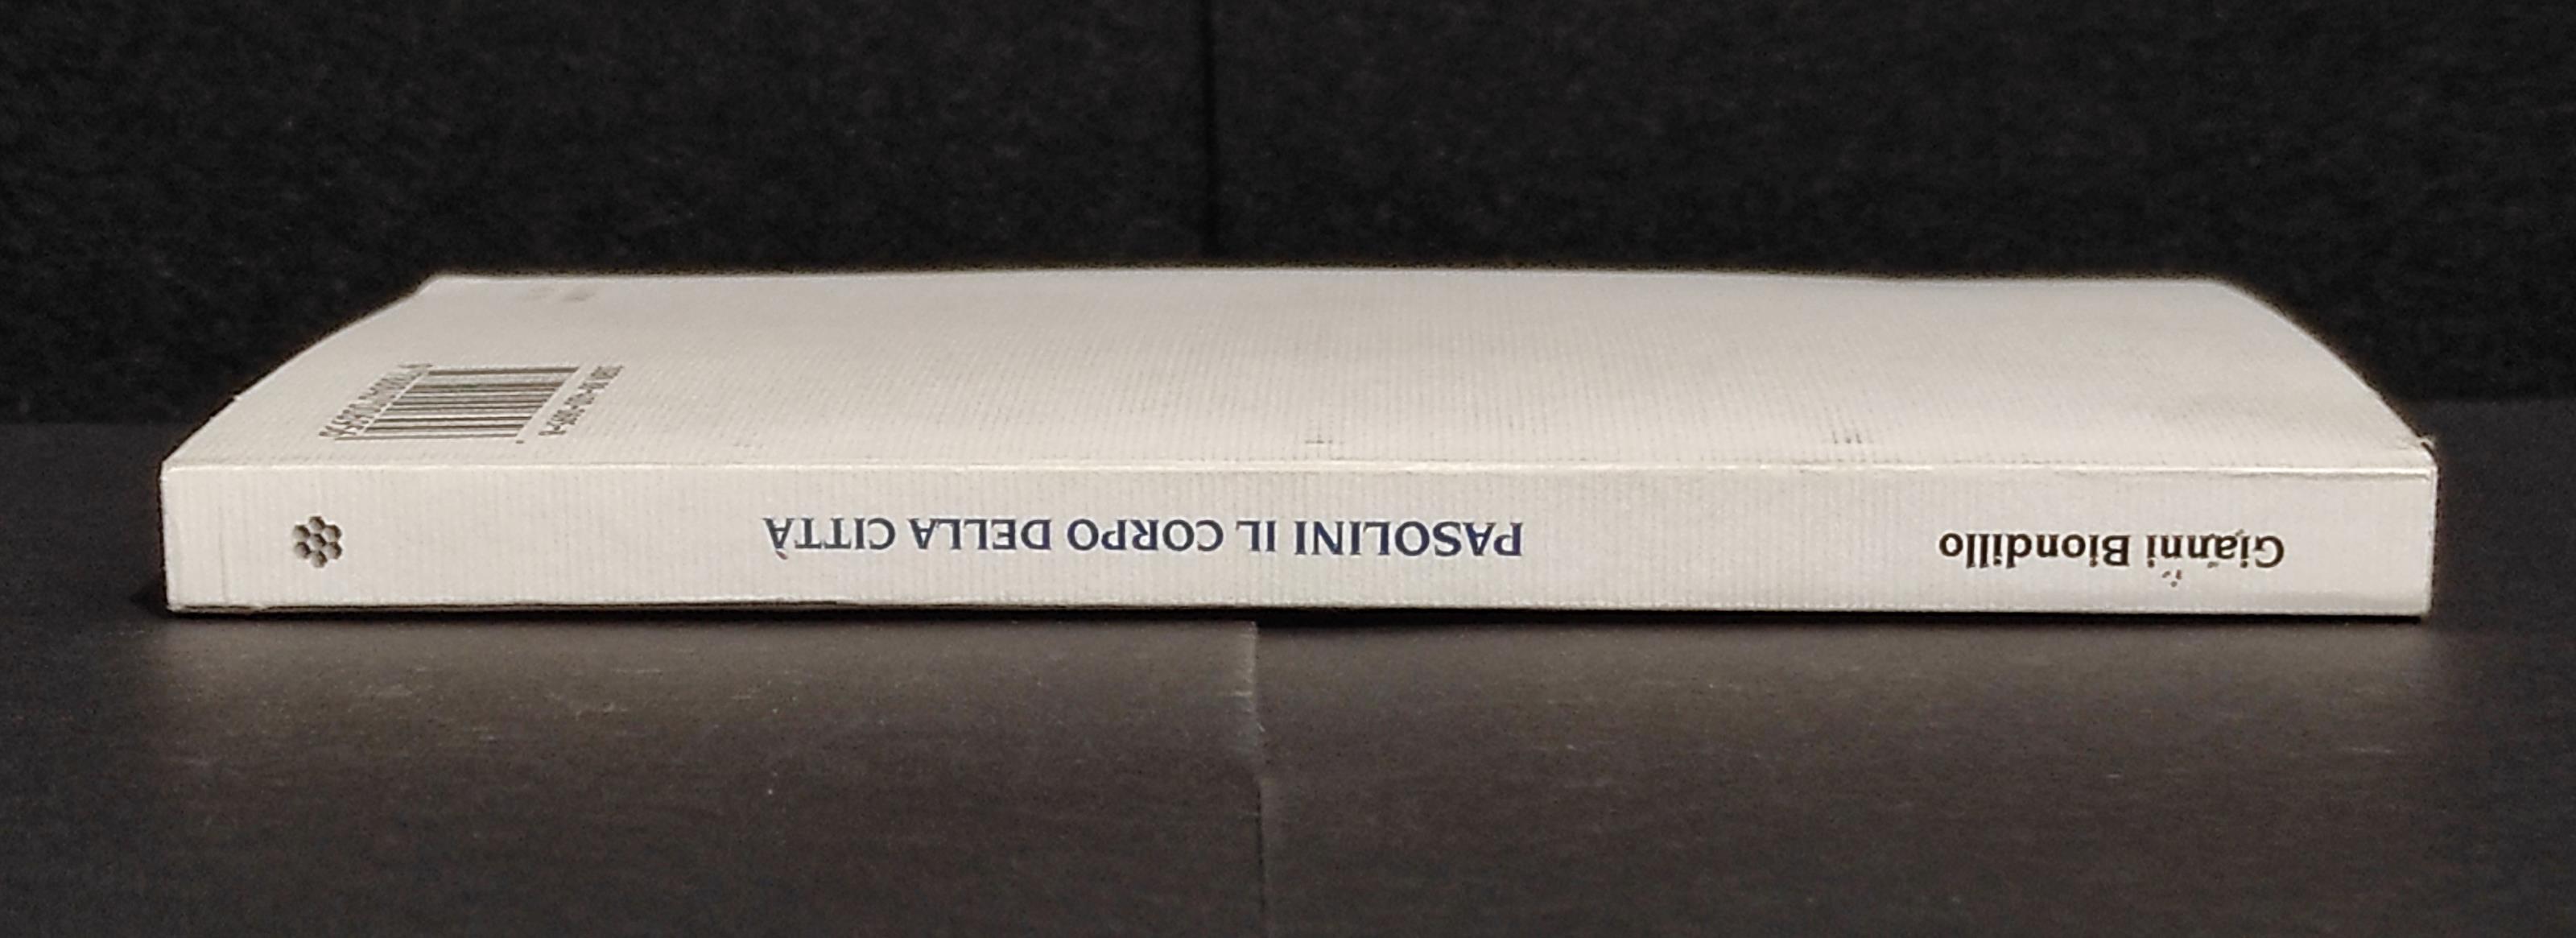 Gianni Biondillo
PASOLINI IL CORPO DELLA CITTÀ